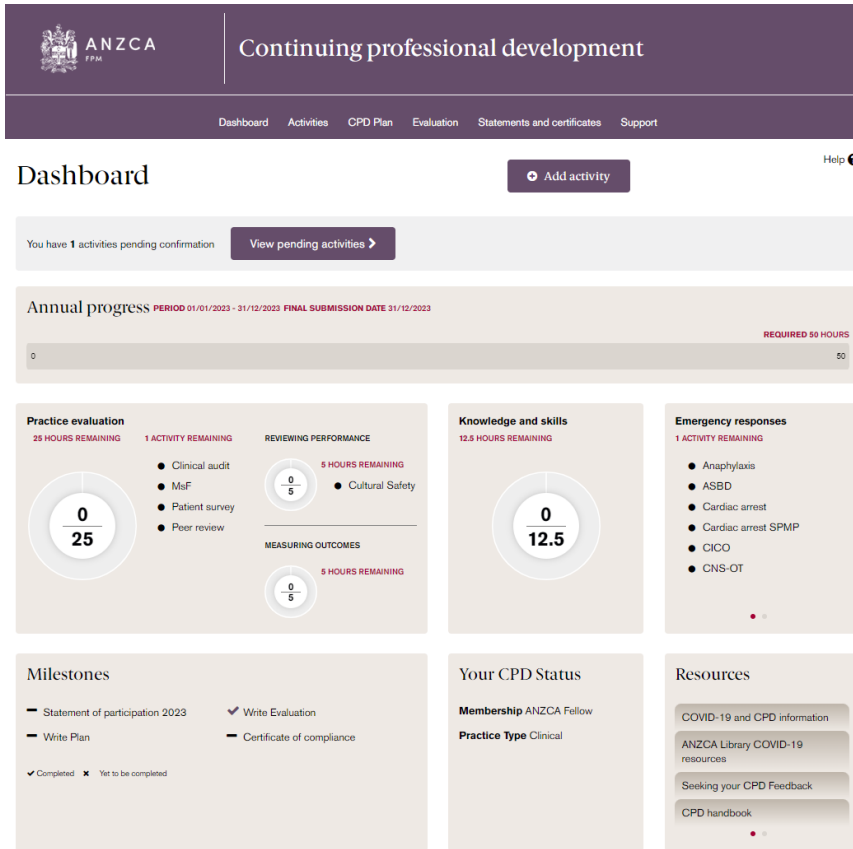 ANZCA
FPM
Continuing professional development
Dashboard Activities CPD Plan Evaluation Statements and certificates Support
Help
Dashboard
Add activity
You have 1 activities pending confirmation
View pending activities
Annual progress PERIOD 01/01/2023 - 31/12/2023 FINAL SUBMISSION DATE 31/12/2023
REQUIRED 50 HOURS
0 50
Practice evaluation
25 HOURS REMAINING
0
25
1 ACTIVITY REMAINING
Clinical audit
MsF
Patient survey
Peer review
REVIEWING PERFORMANCE
0
5
5 HOURS REMAINING
Cultural Safety
MEASURING OUTCOMES
0
5
5 HOURS REMAINING
Knowledge and skills
12.5 HOURS REMAINING
0
12.5
Emergency responses
1 ACTIVITY REMAINING
Anaphylaxis
ASBD
Cardiac arrest
Cardiac arrest SPMP
CICO
CNS-OT
Milestones
Statement of participation 2023
Write Evaluation
Write Plan
Certificate of compliance
Completed Yet to be completed
Your CPD Status
Membership ANZCA Fellow
Practice Type Clinical
Resources
COVID-19 and CPD information
ANZCA Library COVID-19
resources
Seeking your CPD Feedback
CPD handbook